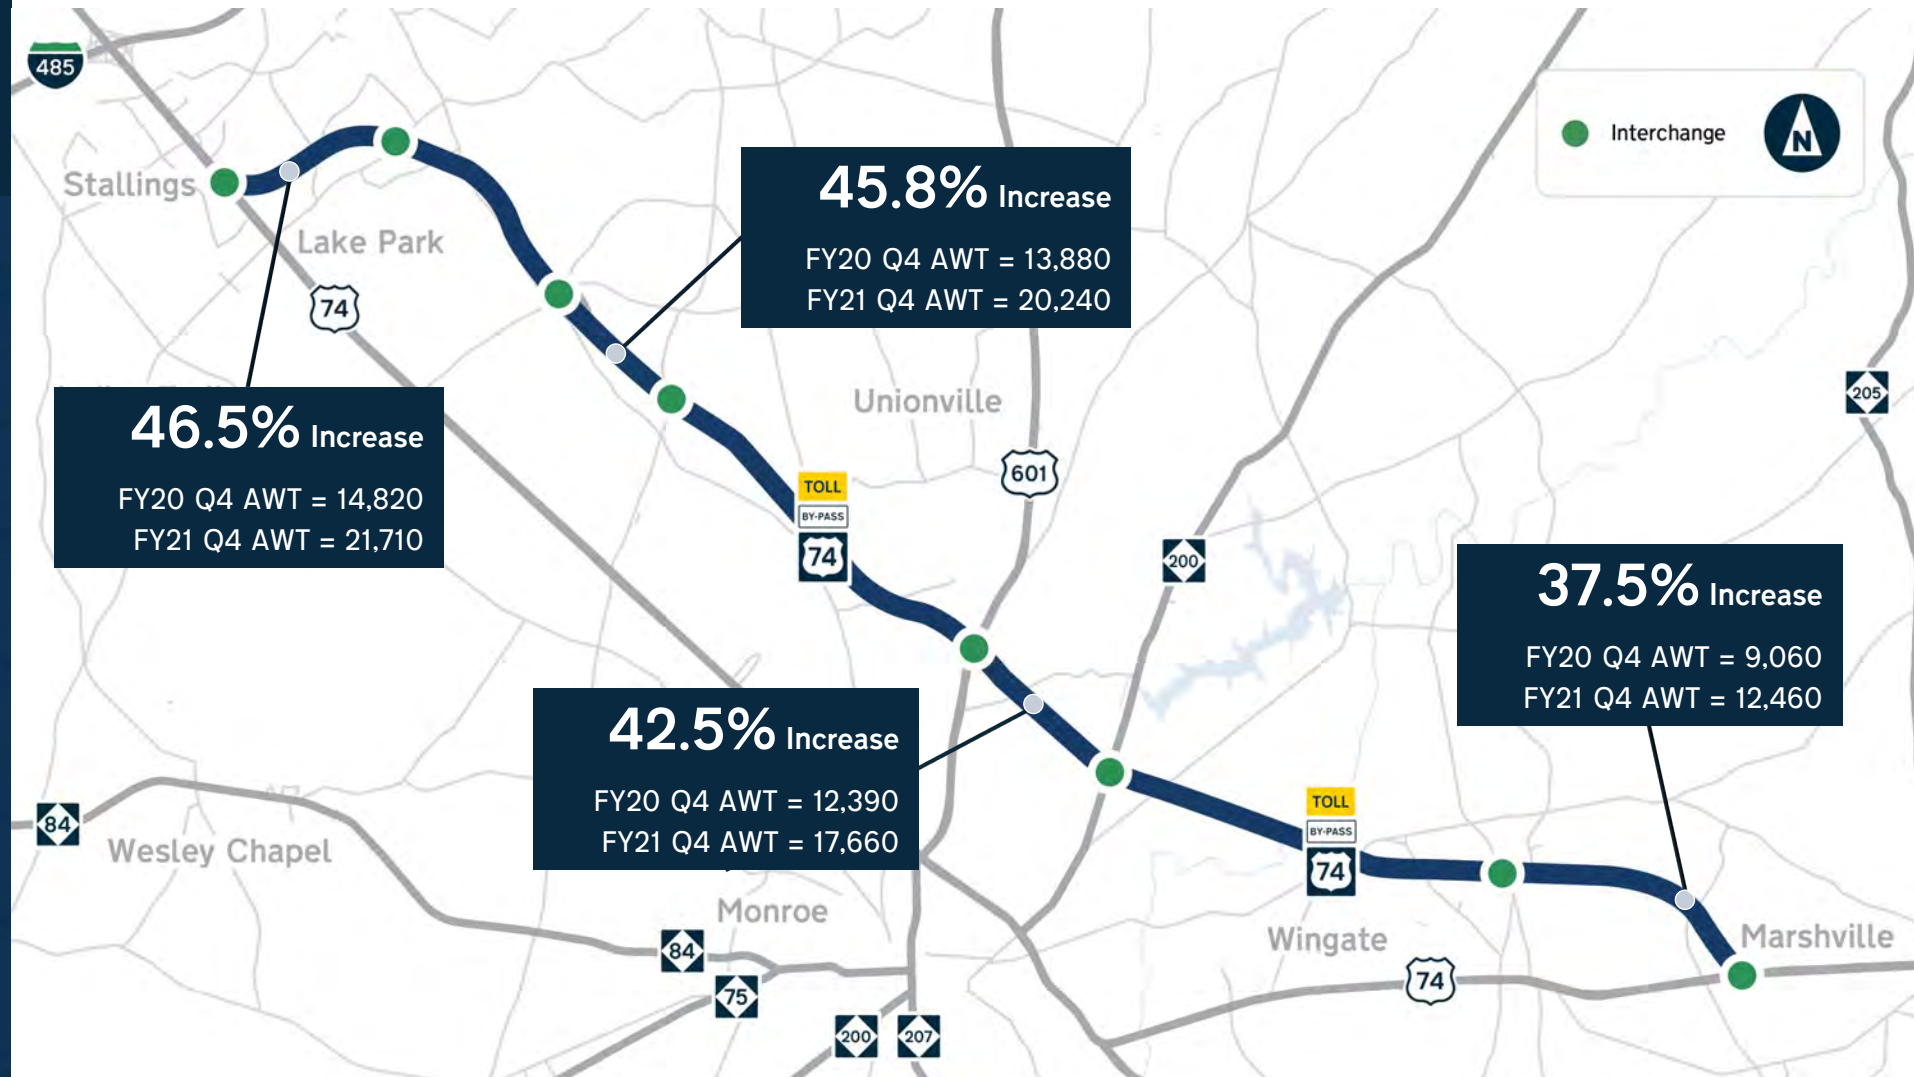 485
Stallings
Lake Park
74
45.8% Increase
FY20 Q4 AWT = 13,880
FY21 Q4 AWT = 20,240
Interchange
N
46.5% Increase
FY20 Q4 AWT = 14,820
FY21 Q4 AWT = 21,710
Unionville
601
205
TOLL
BY-PASS
74
200
37.5% Increase
FY20 Q4 AWT = 9,060
FY21 Q4 AWT = 12,460
42.5% Increase
FY20 Q4 AWT = 12,390
FY21 Q4 AWT = 17,660
84
Wesley Chapel
TOLL
BY-PASS
74
Monroe
84
75
200
207
Wingate
74
Marshville